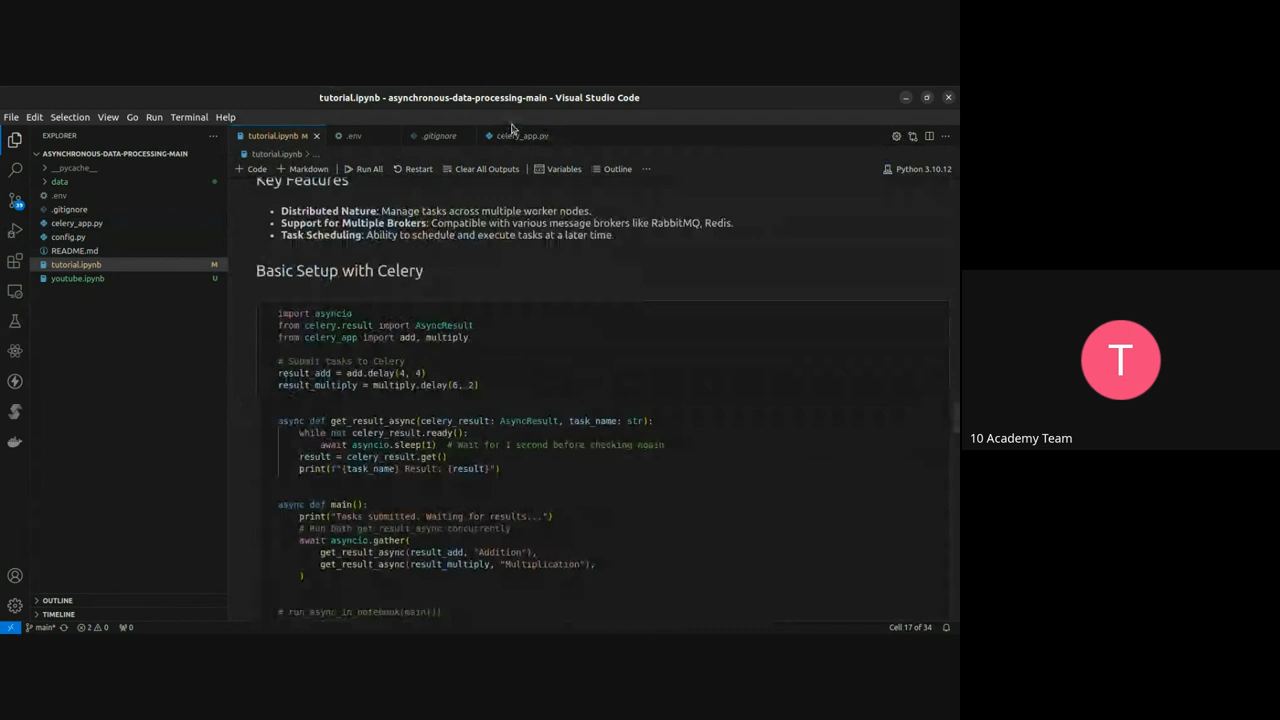 tutorial.ipynb - asynchronous-data-processing-main - Visual Studio Code
File Edit Selection View Go Run Terminal Help
EXPLORER
ASYNCHRONOUS-DATA-PROCESSING-MAIN
__pycache__
data
.env
.gitignore
celery_app.py
config.py
README.md
tutorial.ipynb M
youtube.ipynb U
OUTLINE
TIMELINE
tutorial.ipynb M .env .gitignore celery_app.py
tutorial.ipynb > ...
+ Code + Markdown Run All Restart Clear All Outputs Variables Outline ... Python 3.10.12
Key Features
• Distributed Nature: Manage tasks across multiple worker nodes.
• Support for Multiple Brokers: Compatible with various message brokers like RabbitMQ, Redis.
• Task Scheduling: Ability to schedule and execute tasks at a later time.
Basic Setup with Celery
import asyncio
from celery.result import AsyncResult
from celery_app import add, multiply
# Submit tasks to Celery
result_add = add.delay(4, 4)
result_multiply = multiply.delay(6, 2)
async def get_result_async(celery_result: AsyncResult, task_name: str):
while not celery_result.ready():
await asyncio.sleep(1) # Wait for 1 second before checking again
result = celery_result.get()
print(f"{task_name} Result: {result}")
async def main():
print("Tasks submitted. Waiting for results...")
# Run both get_result_async concurrently
await asyncio.gather(
get_result_async(result_add, "Addition"),
get_result_async(result_multiply, "Multiplication"),
)
# run_async_in_notebook(main())
main* 2 0 0 Cell 17 of 34
39
T
10 Academy Team